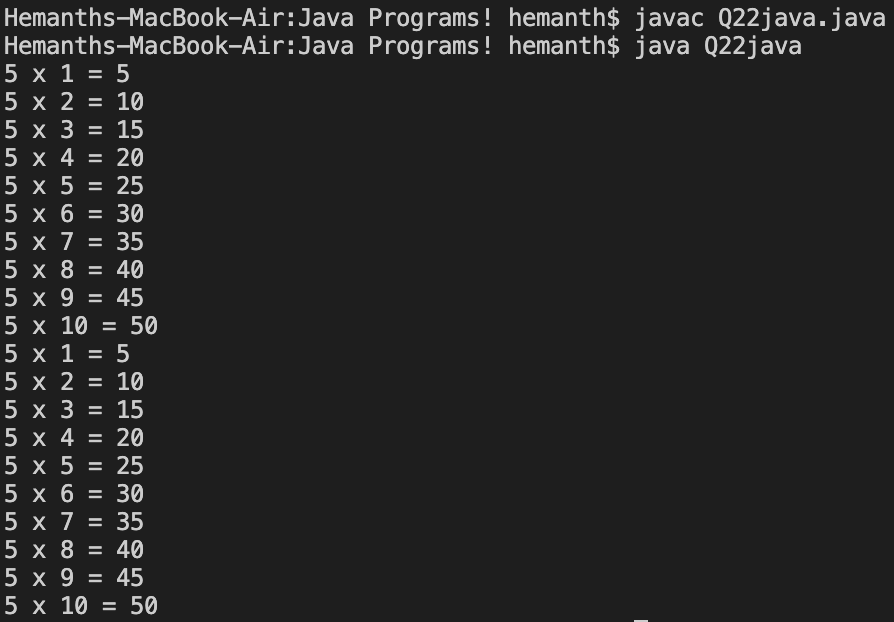 Hemanths-MacBook-Air:Java Programs! hemanth$ javac Q22java.java
Hemanths-MacBook-Air:Java Programs! hemanth$ java Q22java
5 x 1 = 5
5 x 2 = 10
5 x 3 = 15
5 x 4 = 20
5 x 5 = 25
5 x 6 = 30
5 x 7 = 35
5 x 8 = 40
5 x 9 = 45
5 x 10 = 50
5 x 1 = 5
5 x 2 = 10
5 x 3 = 15
5 x 4 = 20
5 x 5 = 25
5 x 6 = 30
5 x 7 = 35
5 x 8 = 40
5 x 9 = 45
5 x 10 = 50